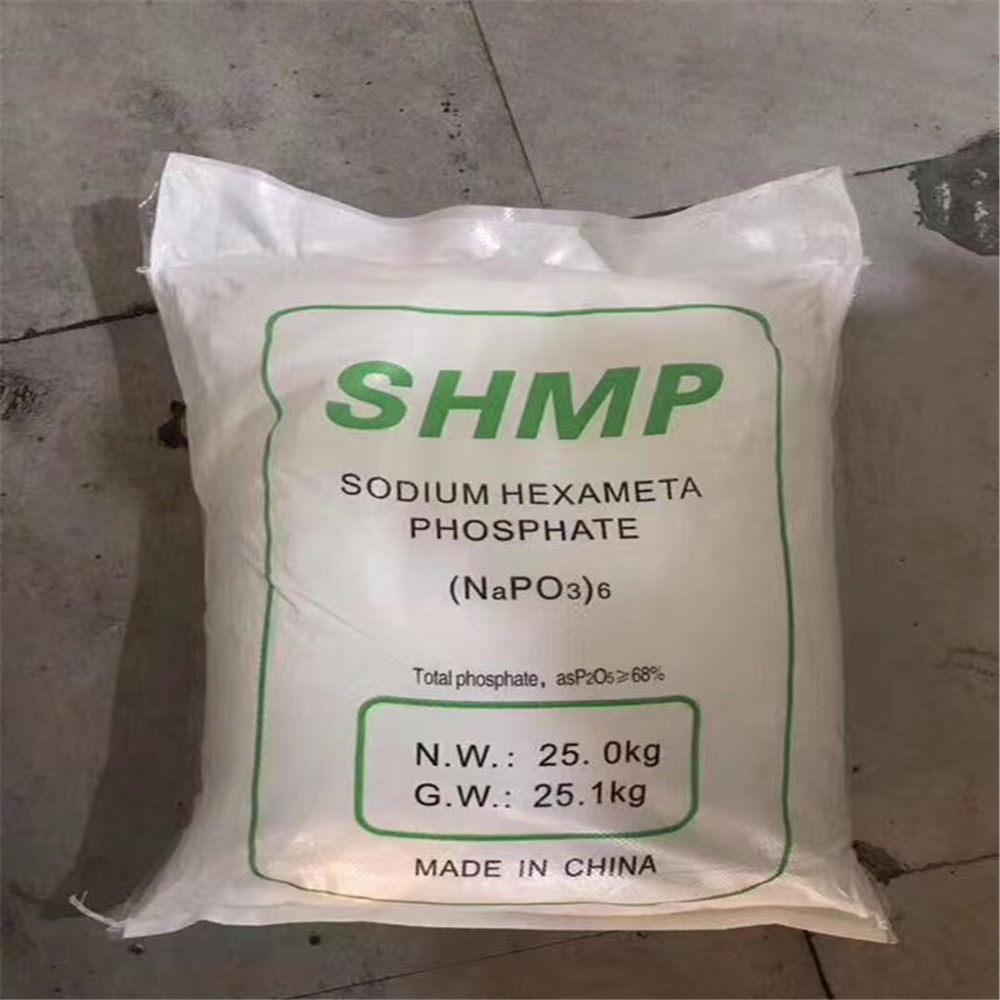 SHMP
SODIUM HEXAMETA
PHOSPHATE
(NaPO3)6
Total phosphate, asP2O5≥68%
N.W.: 25.0kg
G.W.: 25.1kg
MADE IN CHINA